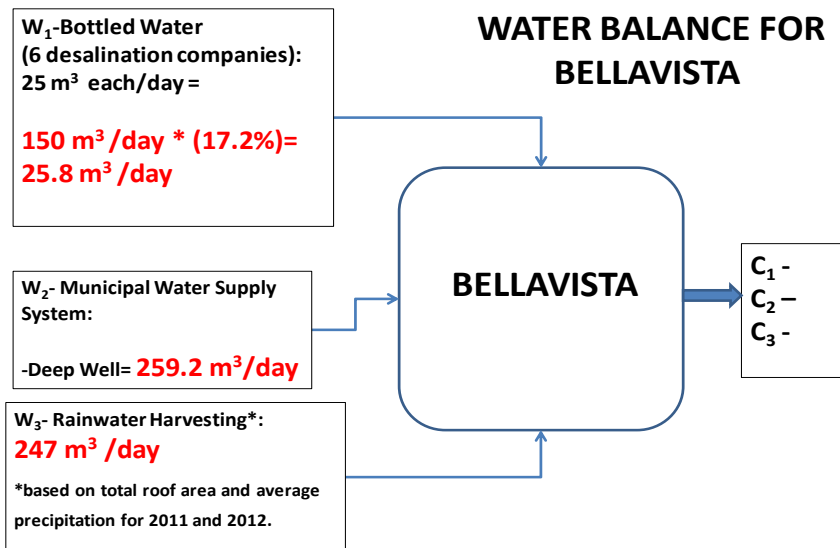 WATER BALANCE FOR
BELLAVISTA
W₁-Bottled Water
(6 desalination companies):
25 m³ each/day =
150 m³ /day * (17.2%)=
25.8 m³ /day
W₂- Municipal Water Supply
System:
-Deep Well= 259.2 m³/day
W₃- Rainwater Harvesting*:
247 m³ /day
*based on total roof area and average
precipitation for 2011 and 2012.
BELLAVISTA
C₁ -
C₂ –
C₃ -